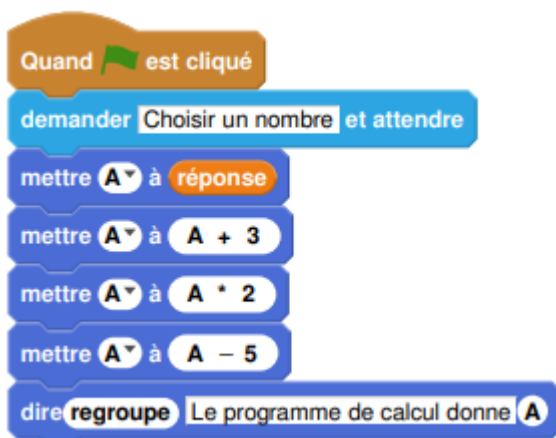 Quand est cliqué
demander Choisir un nombre et attendre
mettre A à réponse
mettre A à A + 3
mettre A à A * 2
mettre A à A − 5
dire regroupe Le programme de calcul donne A